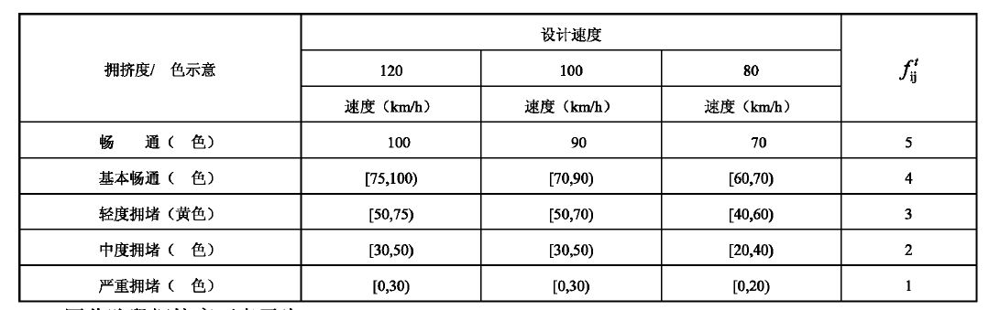 设计速度
拥挤度/ 色示意 120 100 80 f_ij^t
速度（km/h） 速度（km/h） 速度（km/h）
畅 通（ 色） 100 90 70 5
基本畅通（ 色） [75,100) [70,90) [60,70) 4
轻度拥堵（黄色） [50,75) [50,70) [40,60) 3
中度拥堵（ 色） [30,50) [30,50) [20,40) 2
严重拥堵（ 色） [0,30) [0,30) [0,20) 1